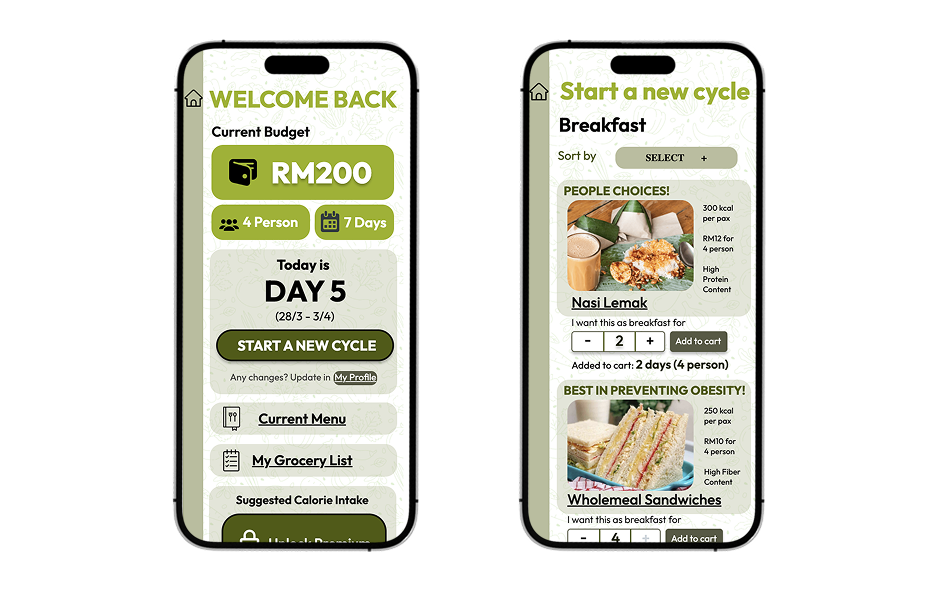 WELCOME BACK
Current Budget
RM200
4 Person
7 Days
Today is
DAY 5
(28/3 - 3/4)
START A NEW CYCLE
Any changes? Update in My Profile
Current Menu
My Grocery List
Suggested Calorie Intake
Unlock Premium
Start a new cycle
Breakfast
Sort by
SELECT +
PEOPLE CHOICES!
300 kcal
per pax
RM12 for
4 person
High
Protein
Content
Nasi Lemak
I want this as breakfast for
- 2 +
Add to cart
Added to cart: 2 days (4 person)
BEST IN PREVENTING OBESITY!
250 kcal
per pax
RM10 for
4 person
High Fiber
Content
Wholemeal Sandwiches
I want this as breakfast for
- 4 +
Add to cart